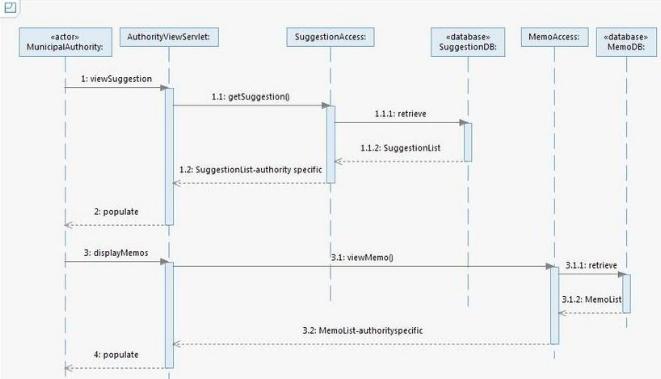 «actor»
MunicipalAuthority:
AuthorityViewServlet:
SuggestionAccess:
«database»
SuggestionDB:
MemoAccess:
«database»
MemoDB:
1: viewSuggestion
1.1: getSuggestion()
1.1.1: retrieve
1.1.2: SuggestionList
1.2: SuggestionList-authority specific
2: populate
3: displayMemos
3.1: viewMemo()
3.1.1: retrieve
3.1.2: MemoList
3.2: MemoList-authorityspecific
4: populate